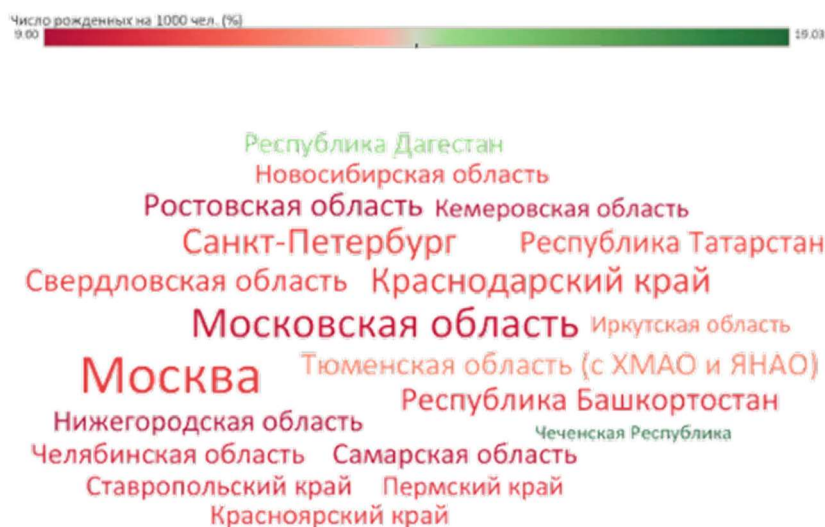 Число рожденных на 1000 чел. (%)
9.00 19.03
Республика Дагестан
Новосибирская область
Ростовская область Кемеровская область
Санкт-Петербург Республика Татарстан
Свердловская область Краснодарский край
Московская область Иркутская область
Москва Тюменская область (с ХМАО и ЯНАО)
Республика Башкортостан
Нижегородская область
Чеченская Республика
Челябинская область Самарская область
Ставропольский край Пермский край
Красноярский край